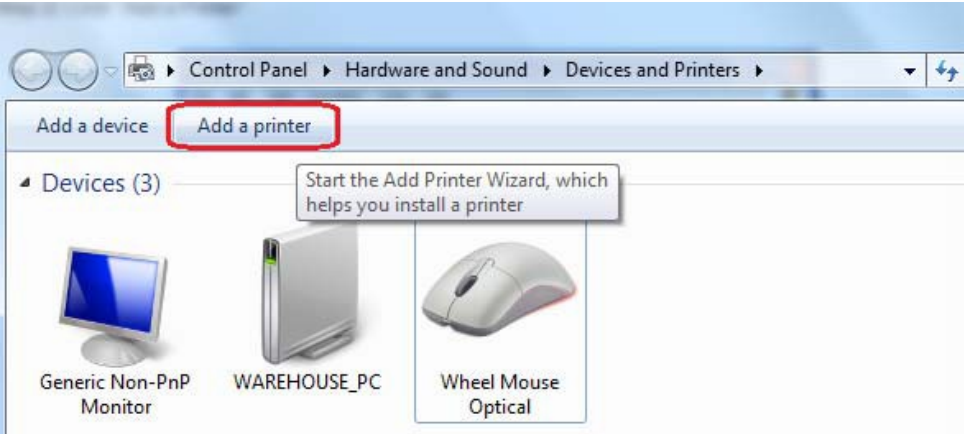 Control Panel Hardware and Sound Devices and Printers
Add a device Add a printer
Devices (3)
Start the Add Printer Wizard, which
helps you install a printer
Generic Non-PnP
Monitor
WAREHOUSE_PC
Wheel Mouse
Optical